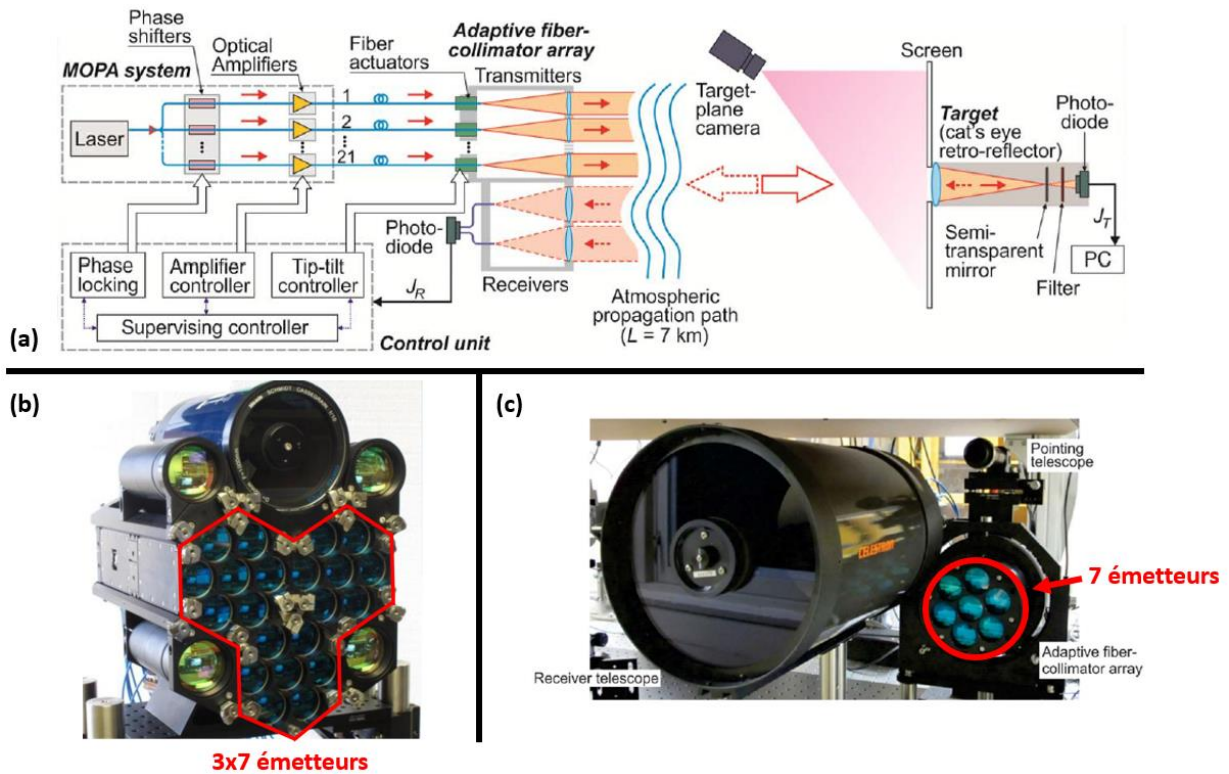 Phase
shifters
MOPA system
Optical
Amplifiers
Fiber
actuators
Adaptive fiber-
collimator array
Transmitters
Laser
1
2
21
Target-
plane
camera
Screen
Target
(cat's eye
retro-reflector)
Photo-
diode
J_T
PC
Semi-
transparent
mirror
Filter
Photo-
diode
Receivers
J_R
Atmospheric
propagation path
(L = 7 km)
Phase
locking
Amplifier
controller
Tip-tilt
controller
Supervising controller
Control unit
(a)
(b)
3x7 émetteurs
(c)
Pointing
telescope
CELESTRON
7 émetteurs
Adaptive fiber-
collimator array
Receiver telescope